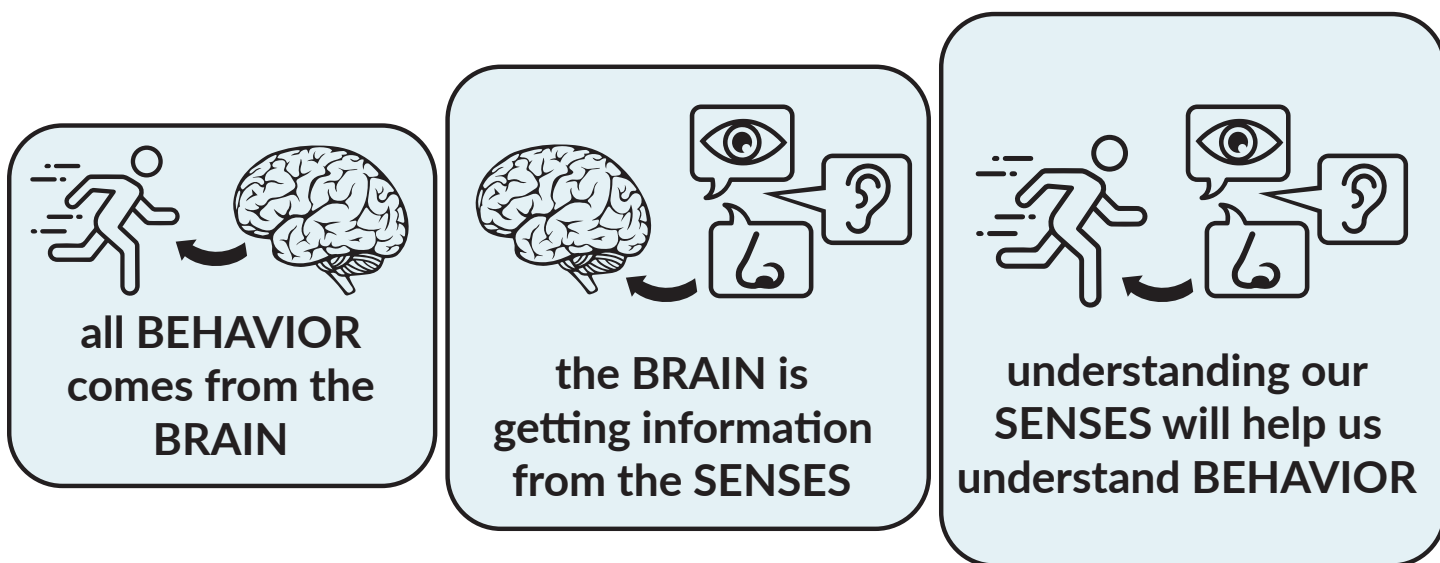 all BEHAVIOR
comes from the
BRAIN
the BRAIN is
getting information
from the SENSES
understanding our
SENSES will help us
understand BEHAVIOR